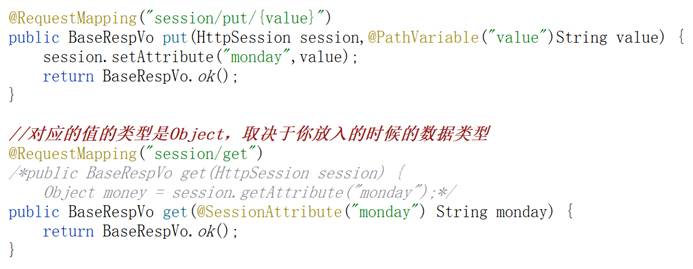 @RequestMapping("session/put/{value}")
public BaseRespVo put(HttpSession session,@PathVariable("value")String value) {
    session.setAttribute("monday",value);
    return BaseRespVo.ok();
}

//对应的值的类型是Object，取决于你放入的时候的数据类型
@RequestMapping("session/get")
/*public BaseRespVo get(HttpSession session) {
    Object money = session.getAttribute("monday");*/
public BaseRespVo get(@SessionAttribute("monday") String monday) {
    return BaseRespVo.ok();
}